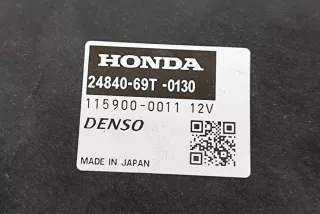 HONDA
24840-69T -0130
115900-0011 12V
DENSO
MADE IN JAPAN